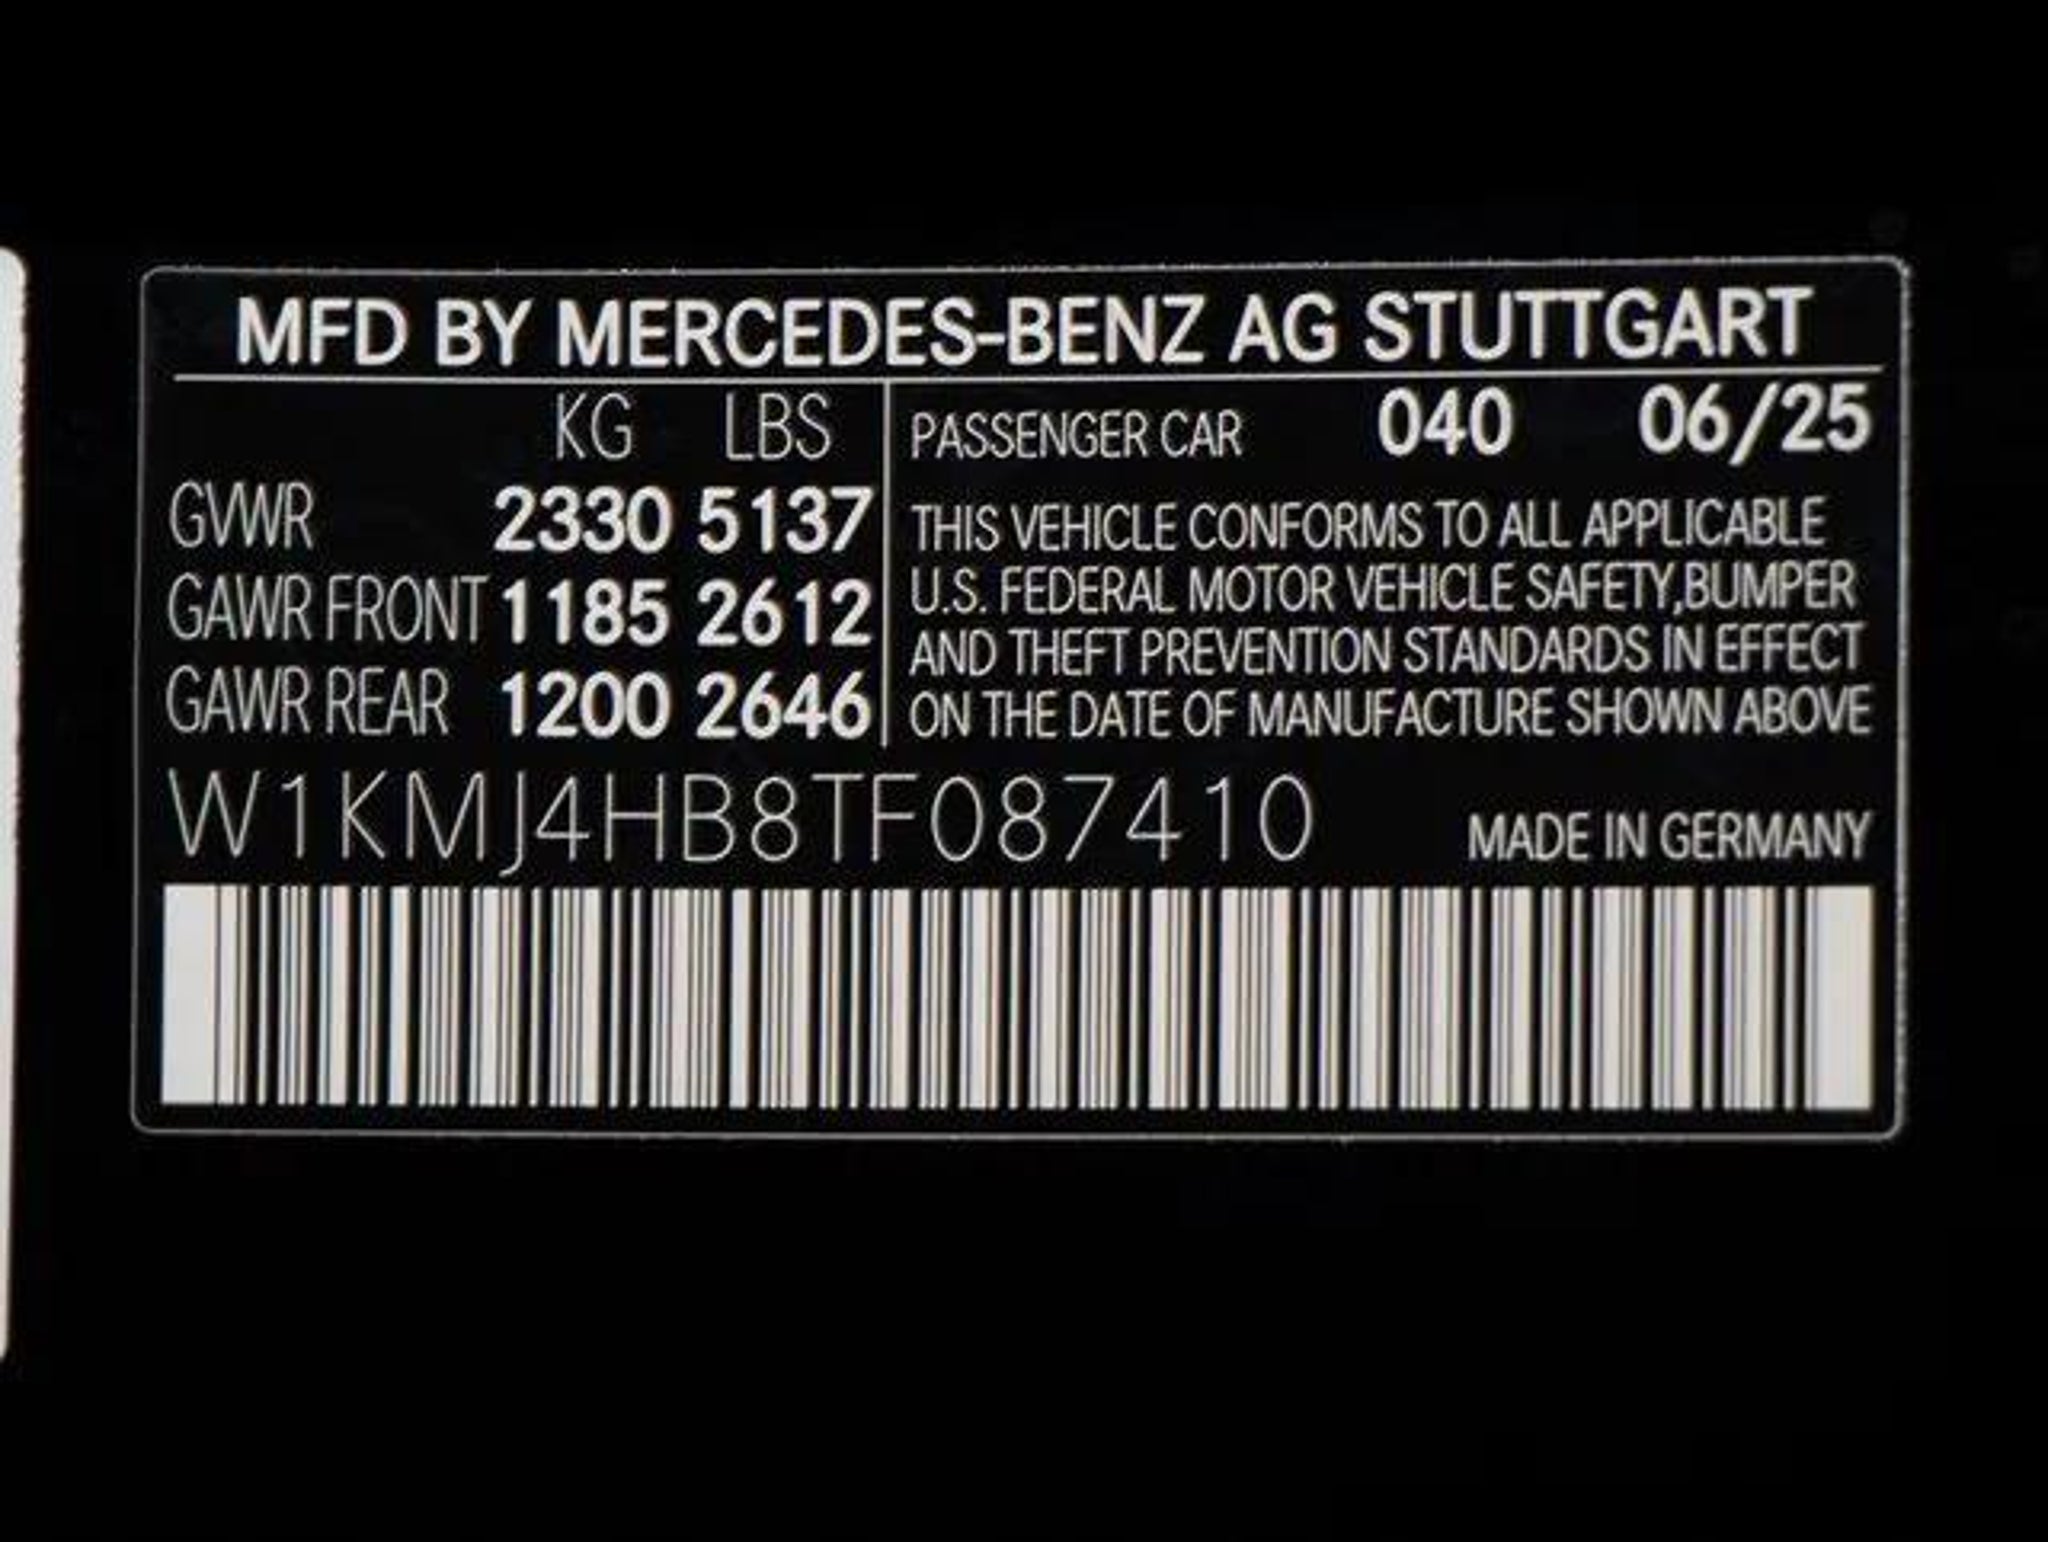 MFD BY MERCEDES-BENZ AG STUTTGART
KG LBS
GVWR 2330 5137
GAWR FRONT 1185 2612
GAWR REAR 1200 2646
PASSENGER CAR 040 06/25
THIS VEHICLE CONFORMS TO ALL APPLICABLE
U.S. FEDERAL MOTOR VEHICLE SAFETY,BUMPER
AND THEFT PREVENTION STANDARDS IN EFFECT
ON THE DATE OF MANUFACTURE SHOWN ABOVE
W1KMJ4HB8TF087410 MADE IN GERMANY